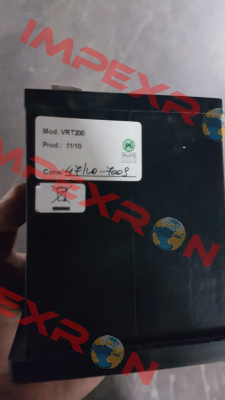 IMPEXRON
Mod. VRT200
Prod.: 11/10
RoHS
IMPEXRON
IMPEXRON